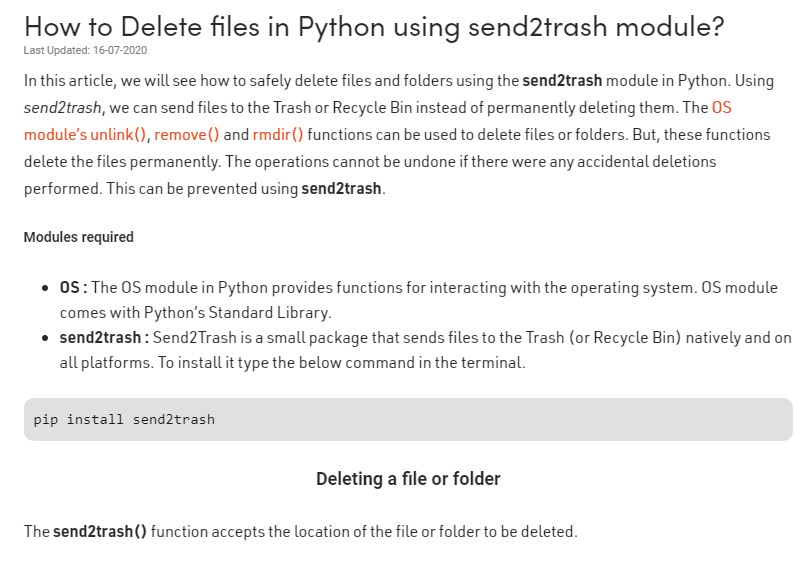 How to Delete files in Python using send2trash module?
Last Updated: 16-07-2020
In this article, we will see how to safely delete files and folders using the send2trash module in Python. Using
send2trash, we can send files to the Trash or Recycle Bin instead of permanently deleting them. The OS
module’s unlink(), remove() and rmdir() functions can be used to delete files or folders. But, these functions
delete the files permanently. The operations cannot be undone if there were any accidental deletions
performed. This can be prevented using send2trash.
Modules required
• OS : The OS module in Python provides functions for interacting with the operating system. OS module
comes with Python’s Standard Library.
• send2trash : Send2Trash is a small package that sends files to the Trash (or Recycle Bin) natively and on
all platforms. To install it type the below command in the terminal.
pip install send2trash
Deleting a file or folder
The send2trash() function accepts the location of the file or folder to be deleted.